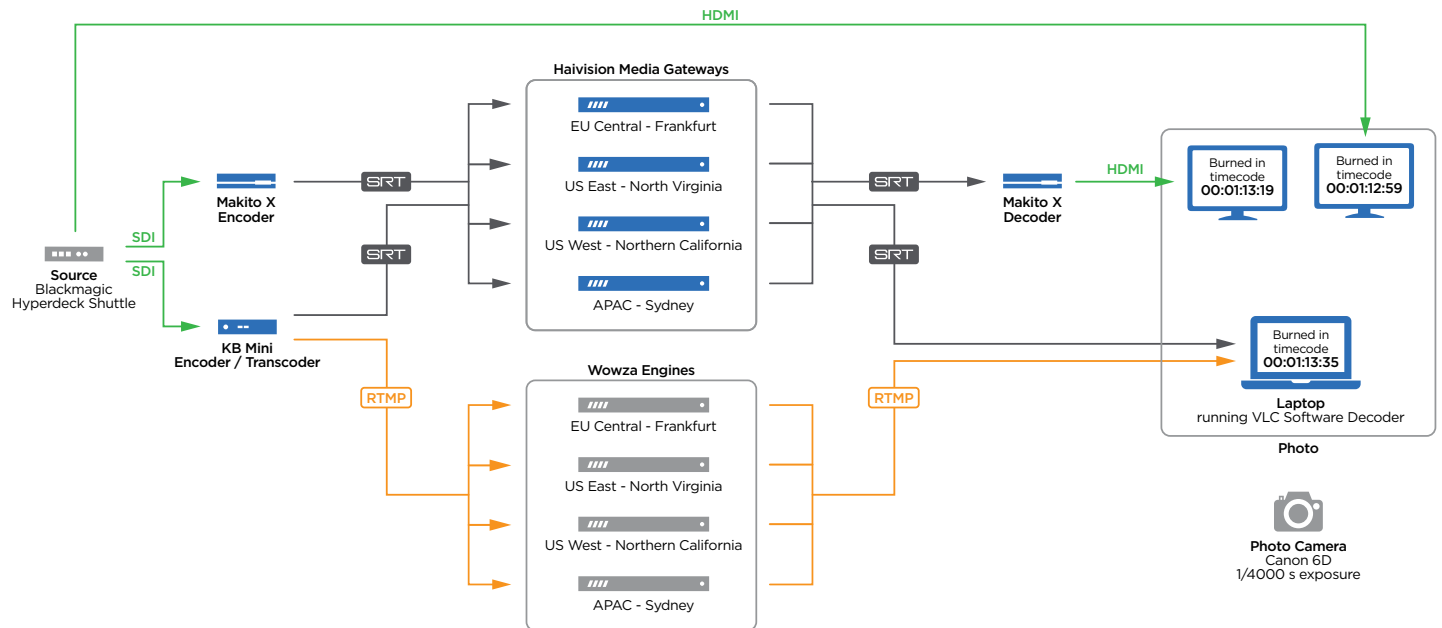 HDMI
Haivision Media Gateways
EU Central - Frankfurt
US East - North Virginia
US West - Northern California
APAC - Sydney
SDI
SDI
Source
Blackmagic
Hyperdeck Shuttle
Makito X
Encoder
KB Mini
Encoder / Transcoder
SRT
SRT
RTMP
Wowza Engines
EU Central - Frankfurt
US East - North Virginia
US West - Northern California
APAC - Sydney
SRT
SRT
RTMP
Makito X
Decoder
HDMI
Burned in
timecode
00:01:13:19
Burned in
timecode
00:01:12:59
Burned in
timecode
00:01:13:35
Laptop
running VLC Software Decoder
Photo
Photo Camera
Canon 6D
1/4000 s exposure